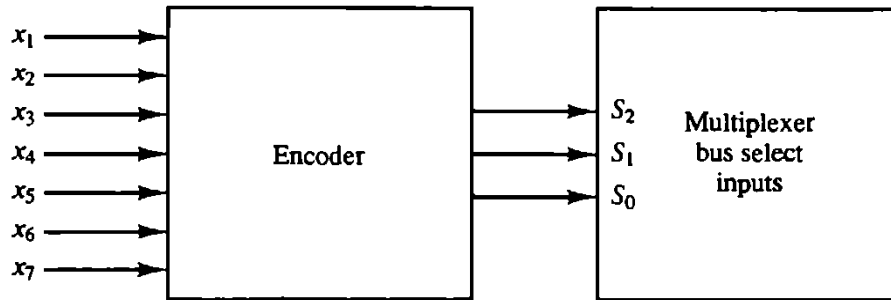 x₁
x₂
x₃
x₄
x₅
x₆
x₇
Encoder
S₂
S₁
S₀
Multiplexer
bus select
inputs